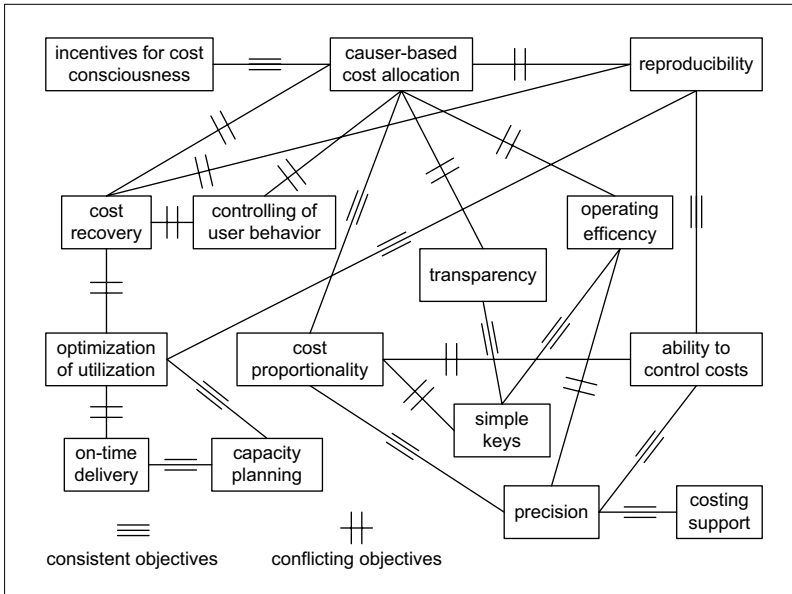 incentives for cost
consciousness
causer-based
cost allocation
reproducibility
cost
recovery
controlling of
user behavior
operating
efficency
transparency
optimization
of utilization
cost
proportionality
ability to
control costs
simple
keys
on-time
delivery
capacity
planning
precision
costing
support
consistent objectives
conflicting objectives